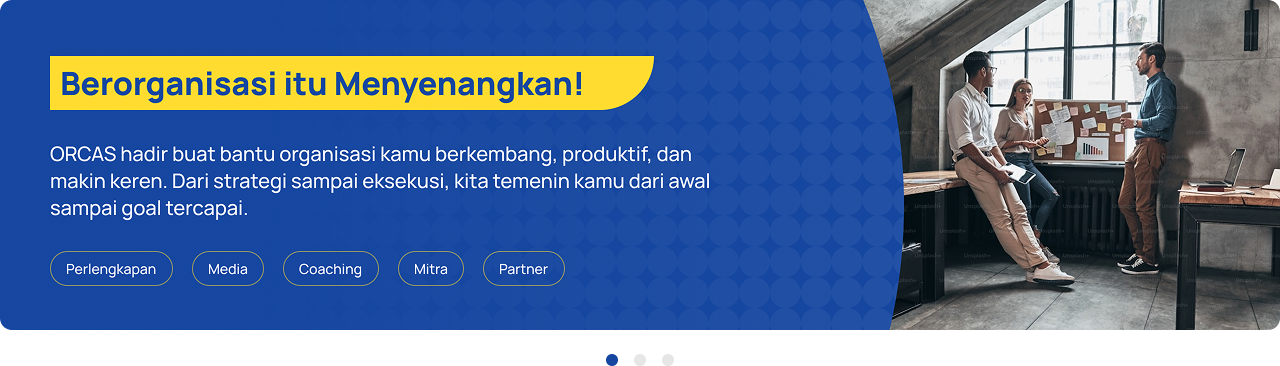 Berorganisasi itu Menyenangkan!
ORCAS hadir buat bantu organisasi kamu berkembang, produktif, dan
makin keren. Dari strategi sampai eksekusi, kita temenin kamu dari awal
sampai goal tercapai.
Perlengkapan
Media
Coaching
Mitra
Partner